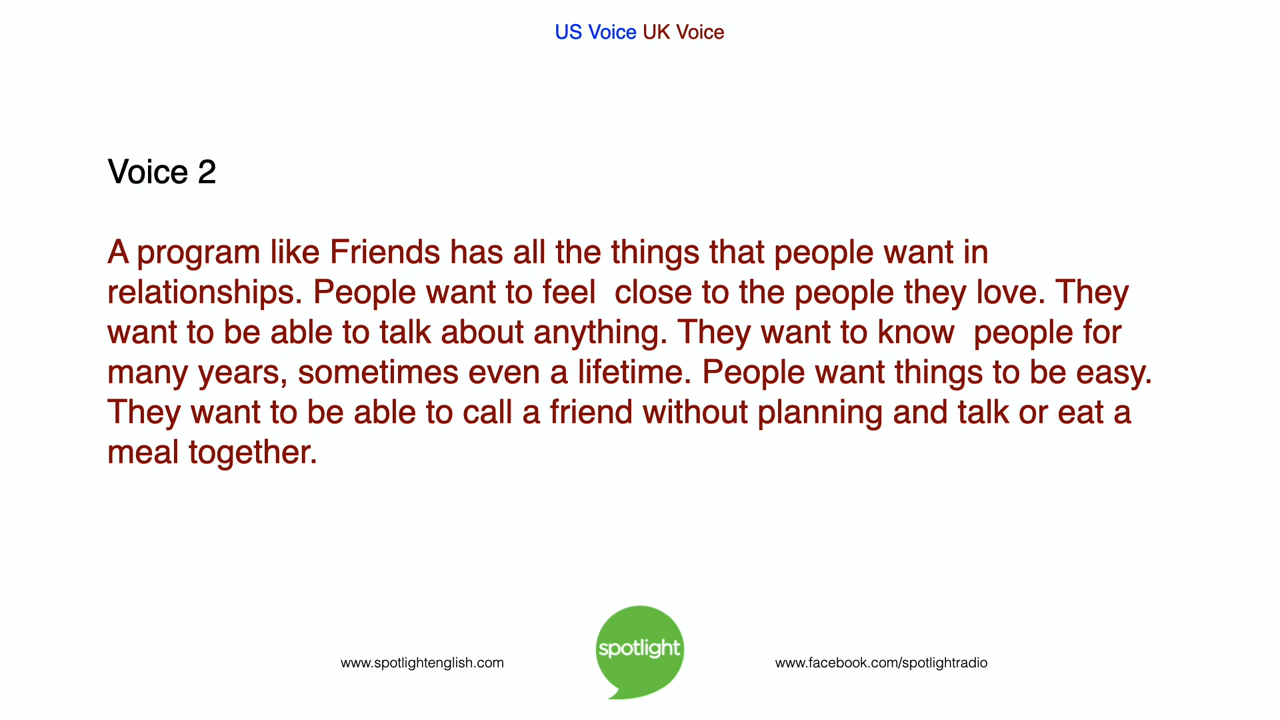 US Voice UK Voice
Voice 2
A program like Friends has all the things that people want in
relationships. People want to feel  close to the people they love. They
want to be able to talk about anything. They want to know  people for
many years, sometimes even a lifetime. People want things to be easy.
They want to be able to call a friend without planning and talk or eat a
meal together.
www.spotlightenglish.com
spotlight
www.facebook.com/spotlightradio